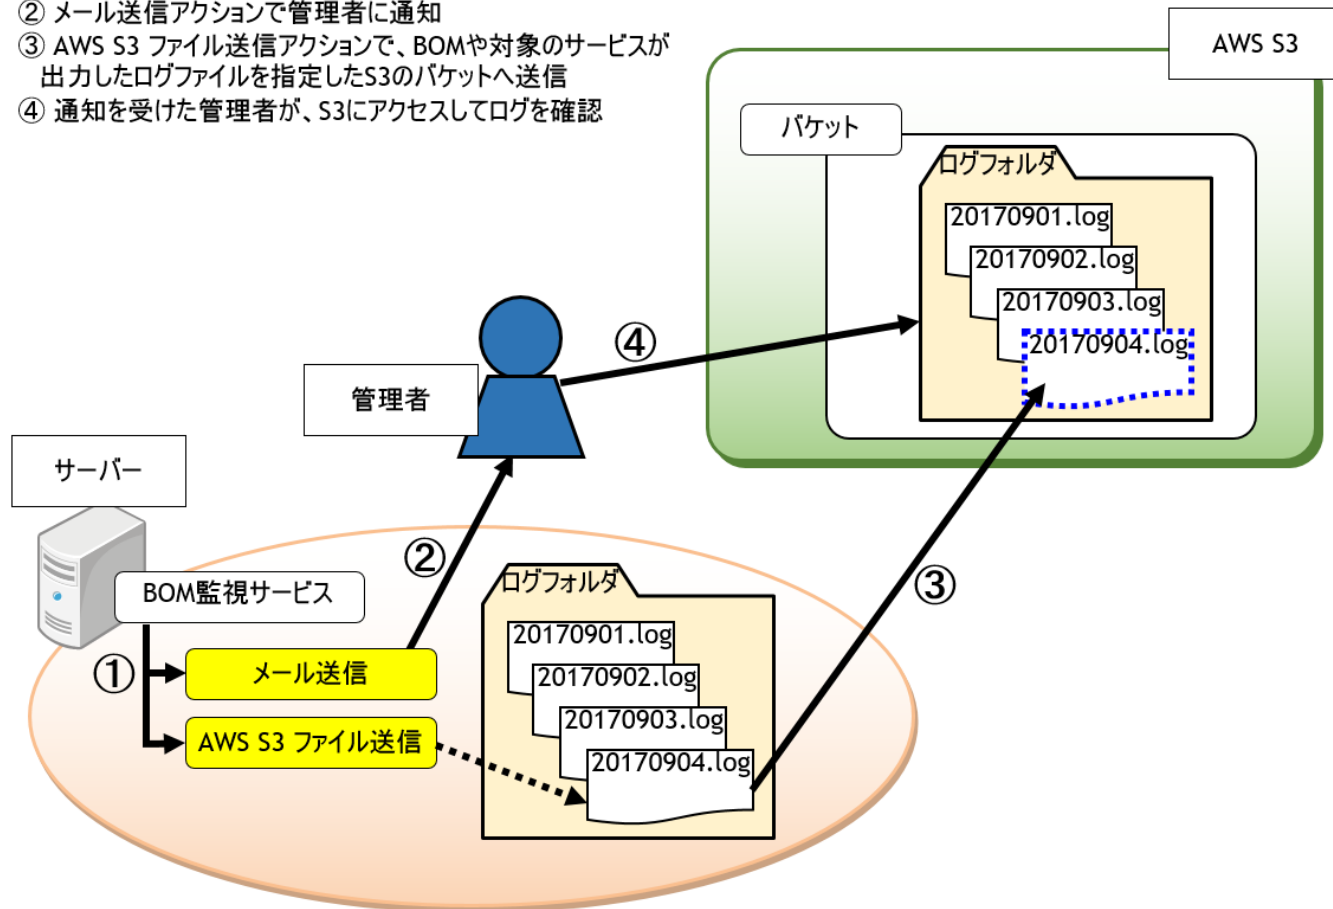 ② メール送信アクションで管理者に通知
③ AWS S3 ファイル送信アクションで、BOMや対象のサービスが
出力したログファイルを指定したS3のバケットへ送信
④ 通知を受けた管理者が、S3にアクセスしてログを確認
AWS S3
バケット
ログフォルダ
20170901.log
20170902.log
20170903.log
20170904.log
④
管理者
サーバー
②
③
BOM監視サービス
①
メール送信
AWS S3 ファイル送信
ログフォルダ
20170901.log
20170902.log
20170903.log
20170904.log